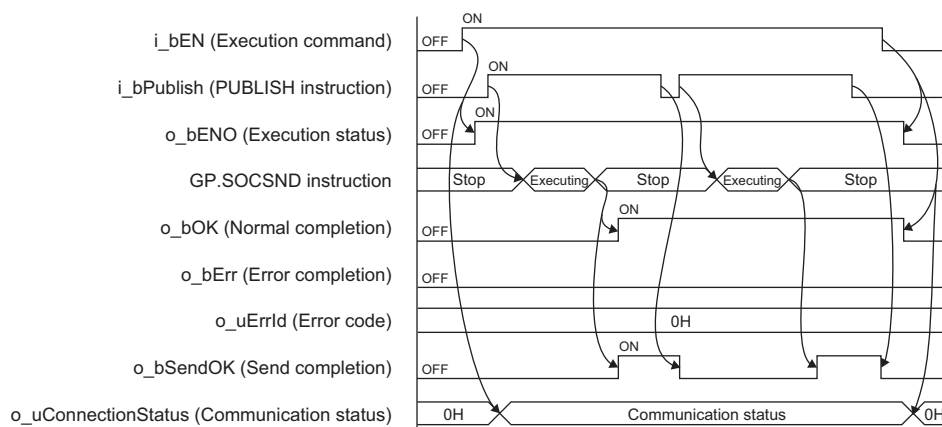 ON
i_bEN (Execution command) OFF
ON
i_bPublish (PUBLISH instruction) OFF
ON
o_bENO (Execution status) OFF
GP.SOCSND instruction Stop Executing Stop Executing Stop
ON
o_bOK (Normal completion) OFF
o_bErr (Error completion) OFF
o_uErrId (Error code) 0H
ON
o_bSendOK (Send completion) OFF
o_uConnectionStatus (Communication status) 0H Communication status 0H